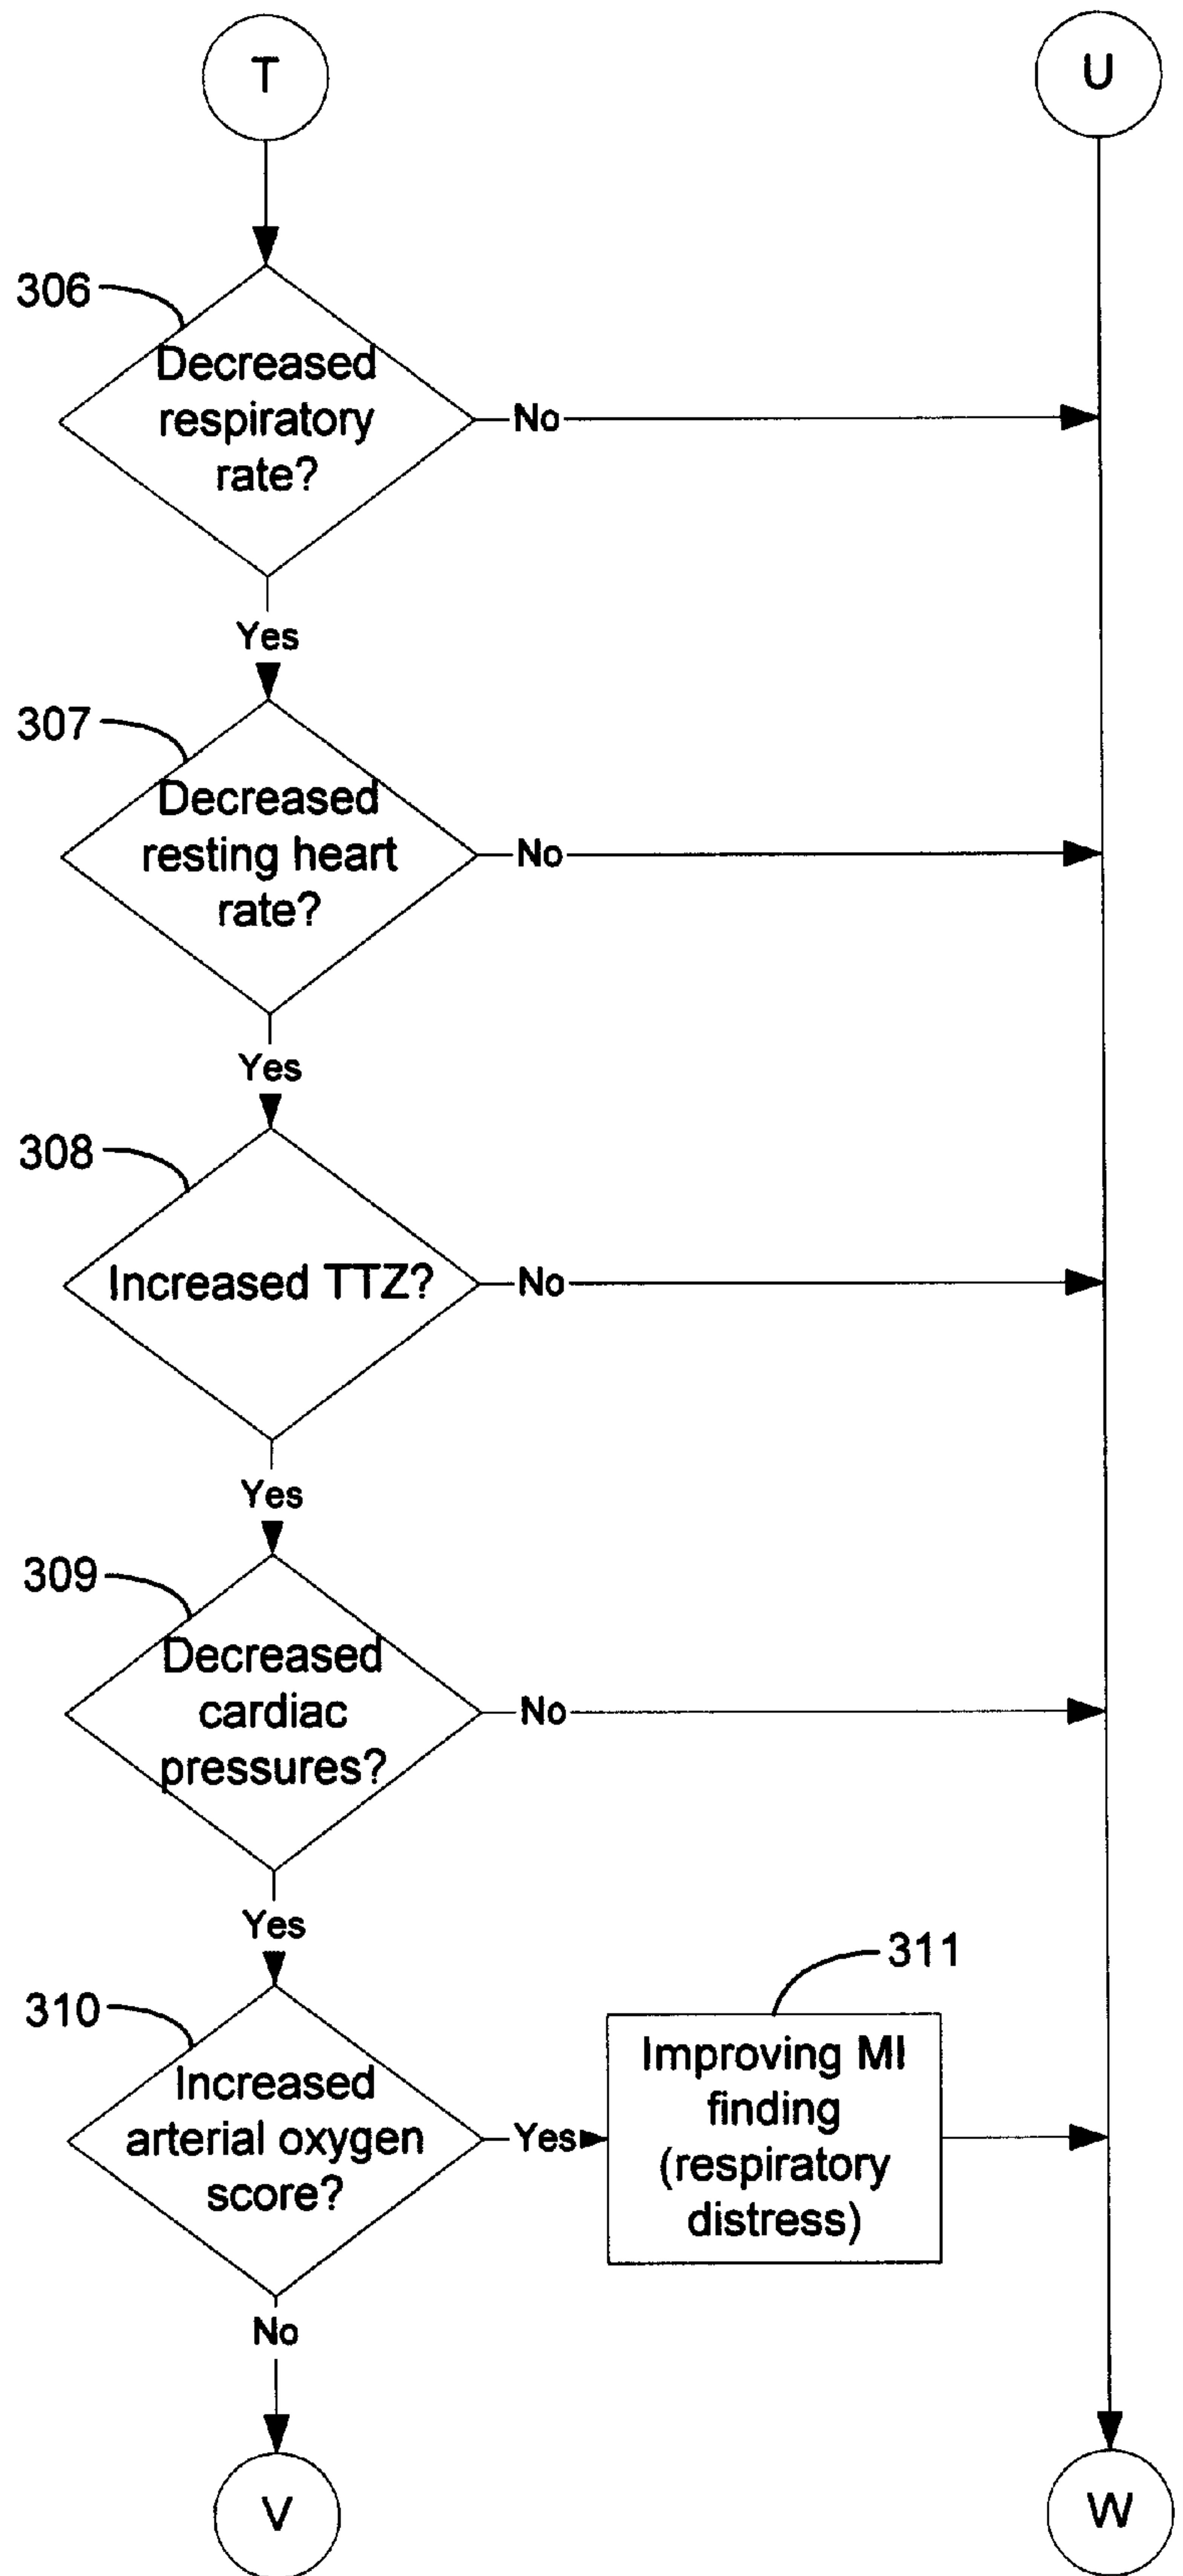 T
U
306
Decreased
respiratory
rate?
No
Yes
307
Decreased
resting heart
rate?
No
Yes
308
Increased TTZ?
No
Yes
309
Decreased
cardiac
pressures?
No
Yes
310
Increased
arterial oxygen
score?
Yes
311
Improving MI
finding
(respiratory
distress)
No
V
W